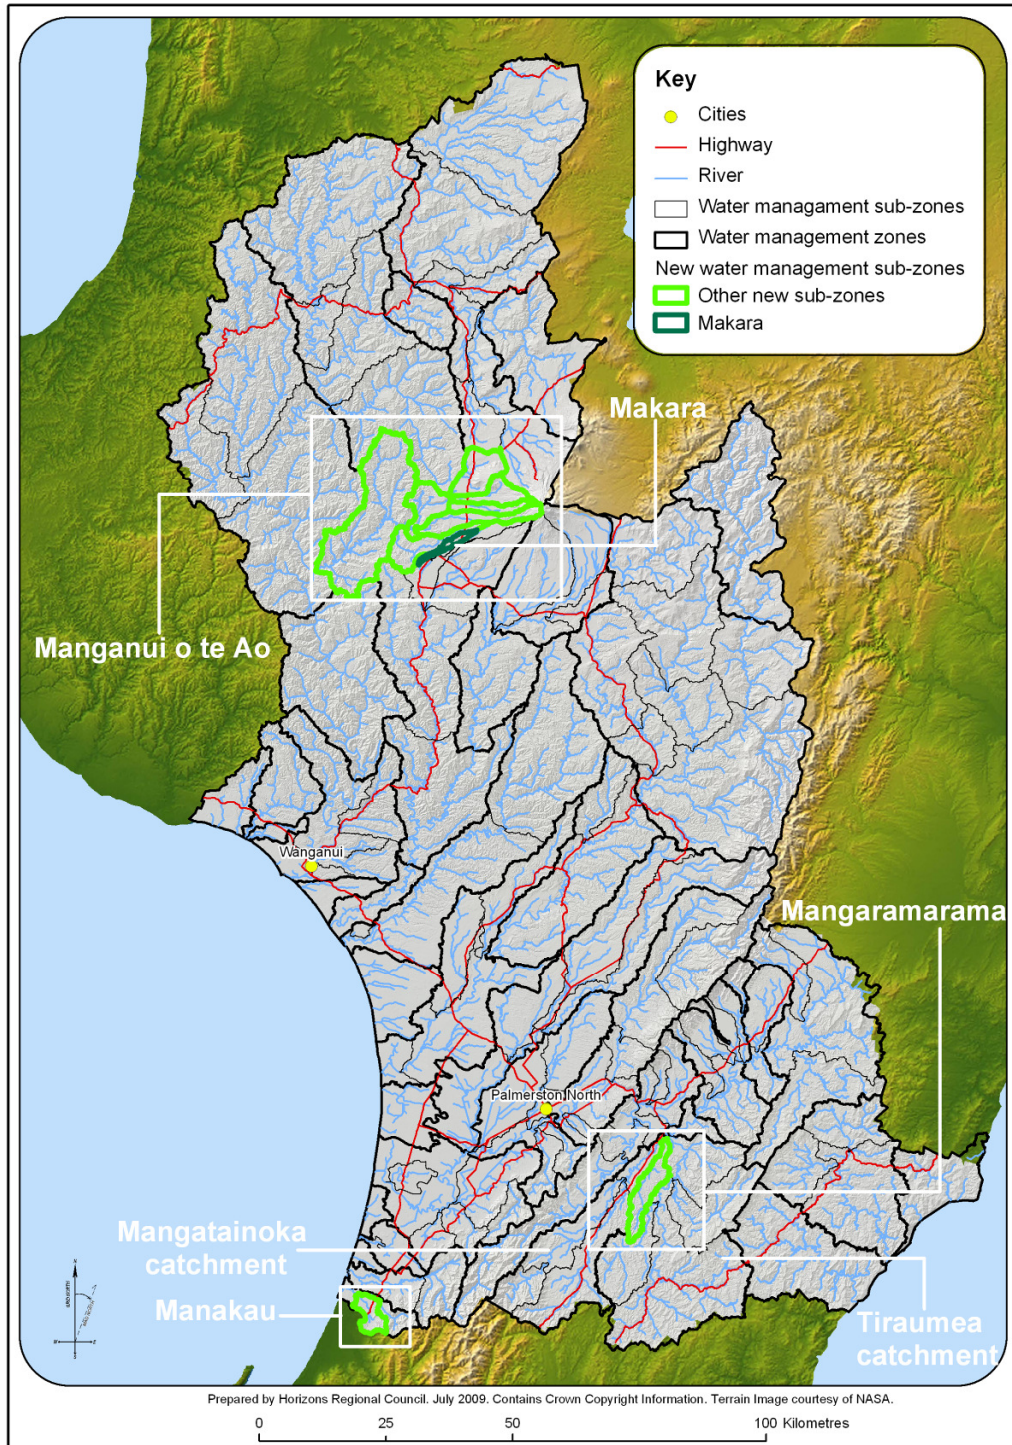 Key
Cities
Highway
River
Water managament sub-zones
Water management zones
New water management sub-zones
Other new sub-zones
Makara
Makara
Manganui o te Ao
Wanganui
Mangaramarama
Palmerston North
Mangatainoka
catchment
Manakau
Tiraumea
catchment
Prepared by Horizons Regional Council. July 2009. Contains Crown Copyright Information. Terrain Image courtesy of NASA.
0 25 50 100 Kilometres